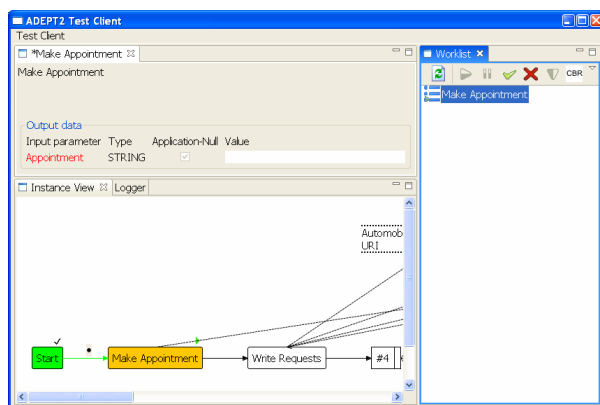 ADEPT2 Test Client
Test Client
*Make Appointment
Make Appointment
Output data
Input parameter Type Application-Null Value
Appointment STRING
Instance View Logger
Automob
URI
Start Make Appointment Write Requests #4
Worklist
CBR
Make Appointment